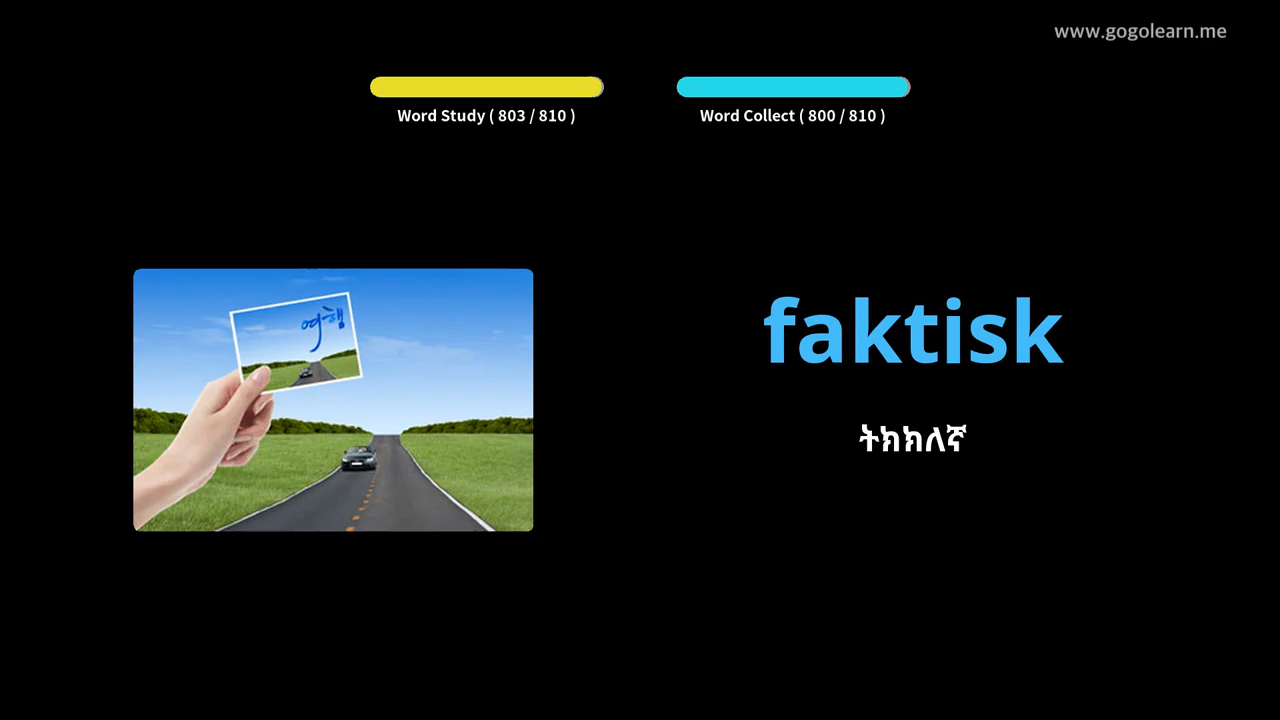 www.gogolearn.me
Word Study ( 803 / 810 )
Word Collect ( 800 / 810 )
여행
faktisk
ትክክለኛ